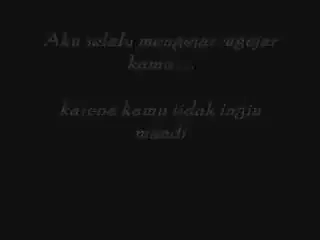 Aku selalu mengejar-ngejar
kamu....
karena kamu tidak ingin
mandi